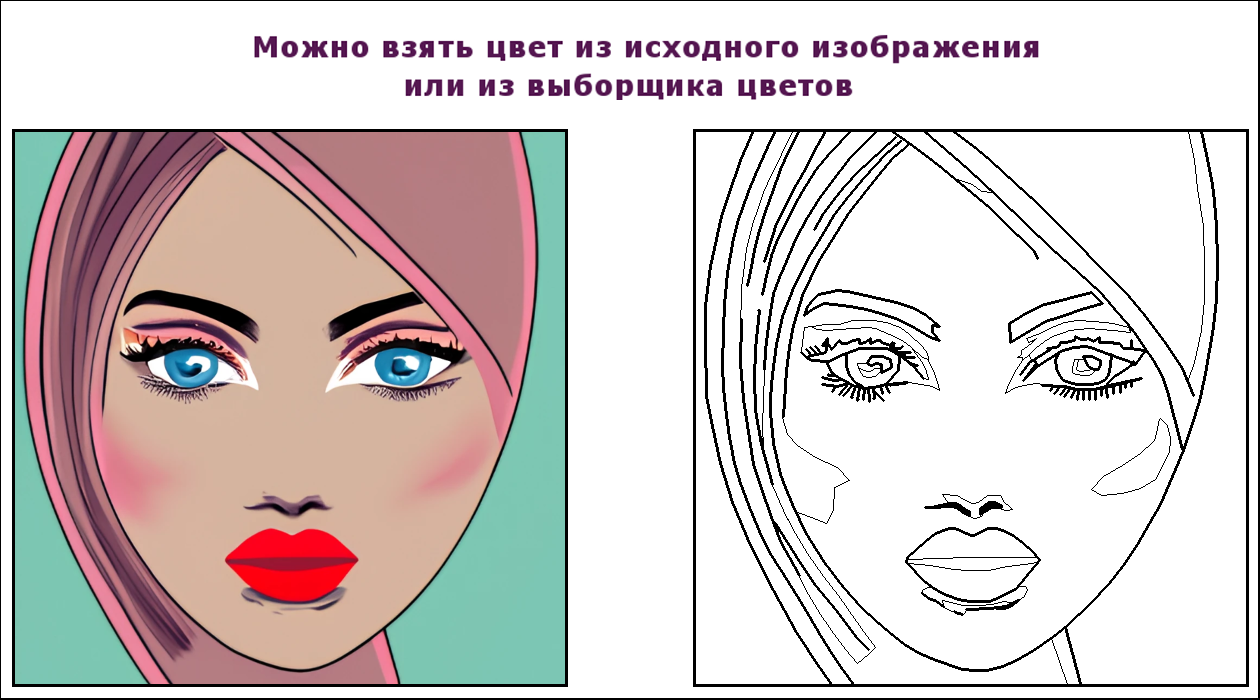 Можно взять цвет из исходного изображения
или из выборщика цветов